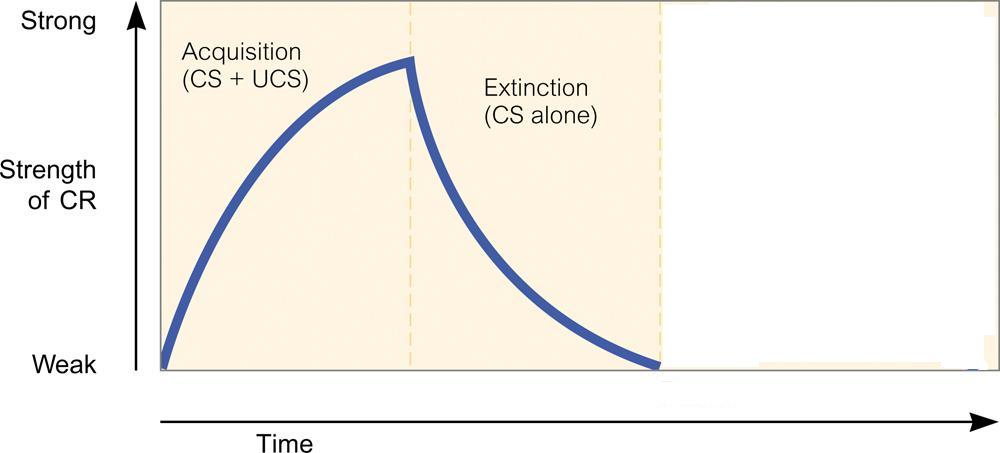 Strong
Acquisition
(CS + UCS)
Extinction
(CS alone)
Strength
of CR
Weak
Time